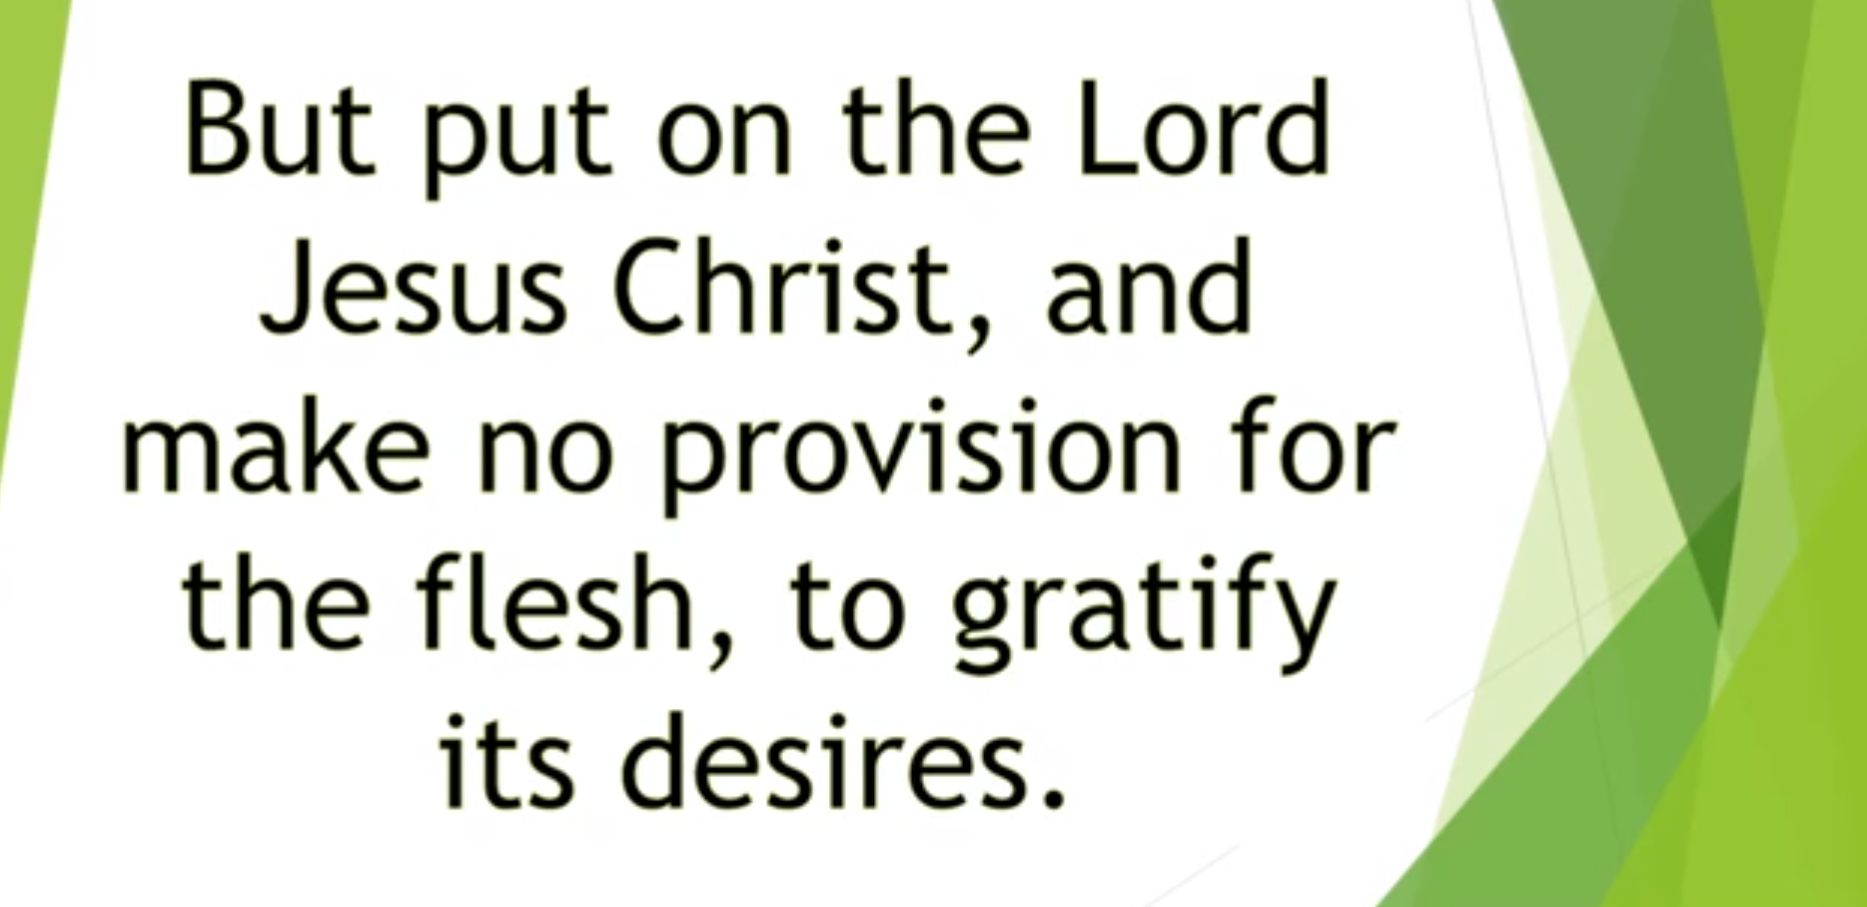 But put on the Lord
Jesus Christ, and
make no provision for
the flesh, to gratify
its desires.